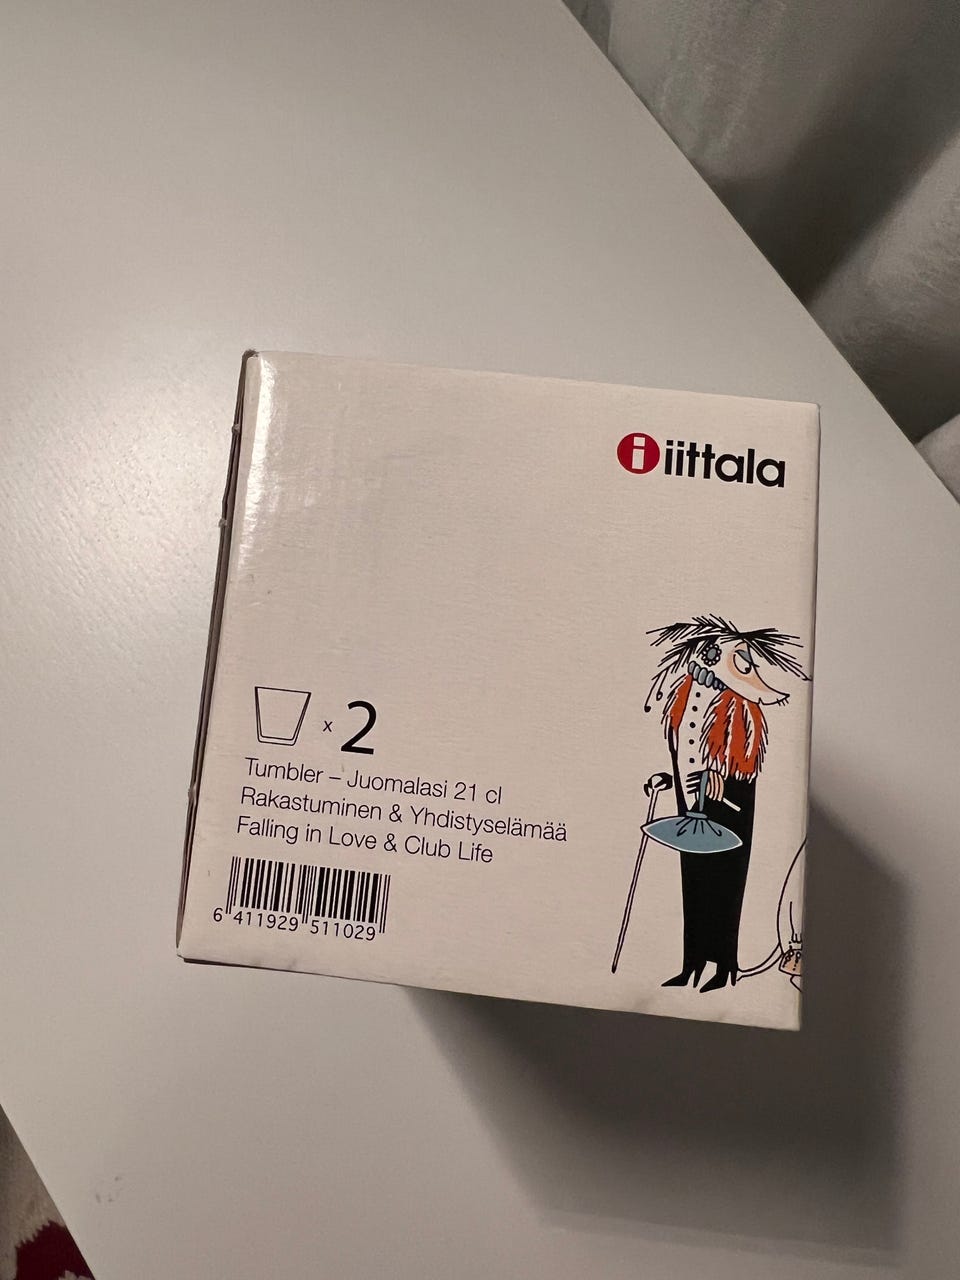 iittala
x 2
Tumbler – Juomalasi 21 cl
Rakastuminen & Yhdistyselämää
Falling in Love & Club Life
6 411929 511029